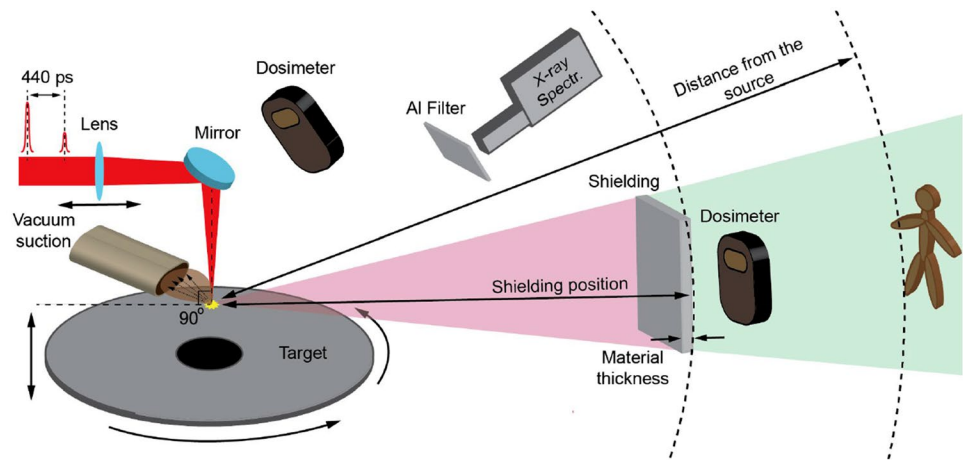 440 ps
Lens
Mirror
Dosimeter
Al Filter
X-ray
Spectr.
Distance from the
source
Vacuum
suction
Shielding
Dosimeter
Shielding position
90°
Target
Material
thickness